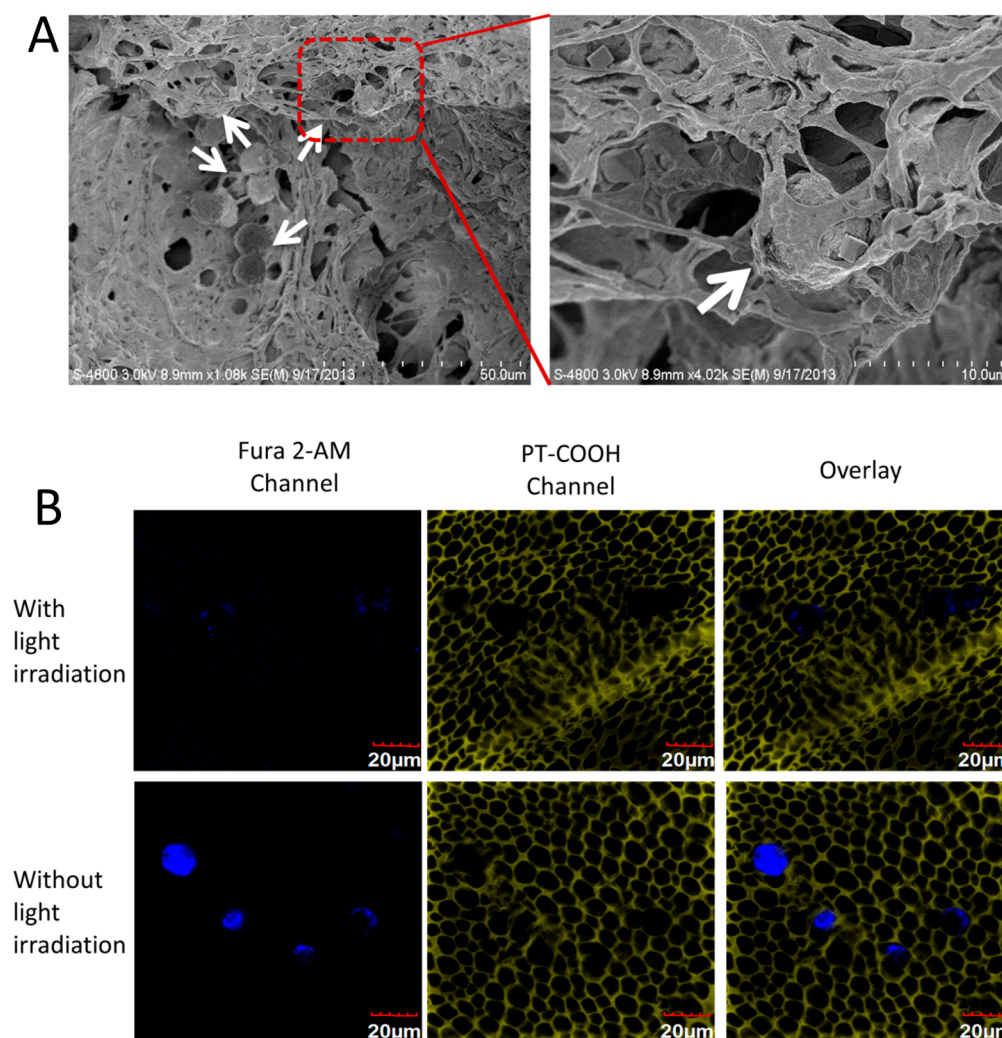 A
S-4800 3.0kV 8.9mm x1.08k SE(M) 9/17/2013
50.0um
S-4800 3.0kV 8.9mm x4.02k SE(M) 9/17/2013
10.0um
Fura 2-AM
Channel
PT-COOH
Channel
Overlay
B
With
light
irradiation
20μm
20μm
20μm
Without
light
irradiation
20μm
20μm
20μm